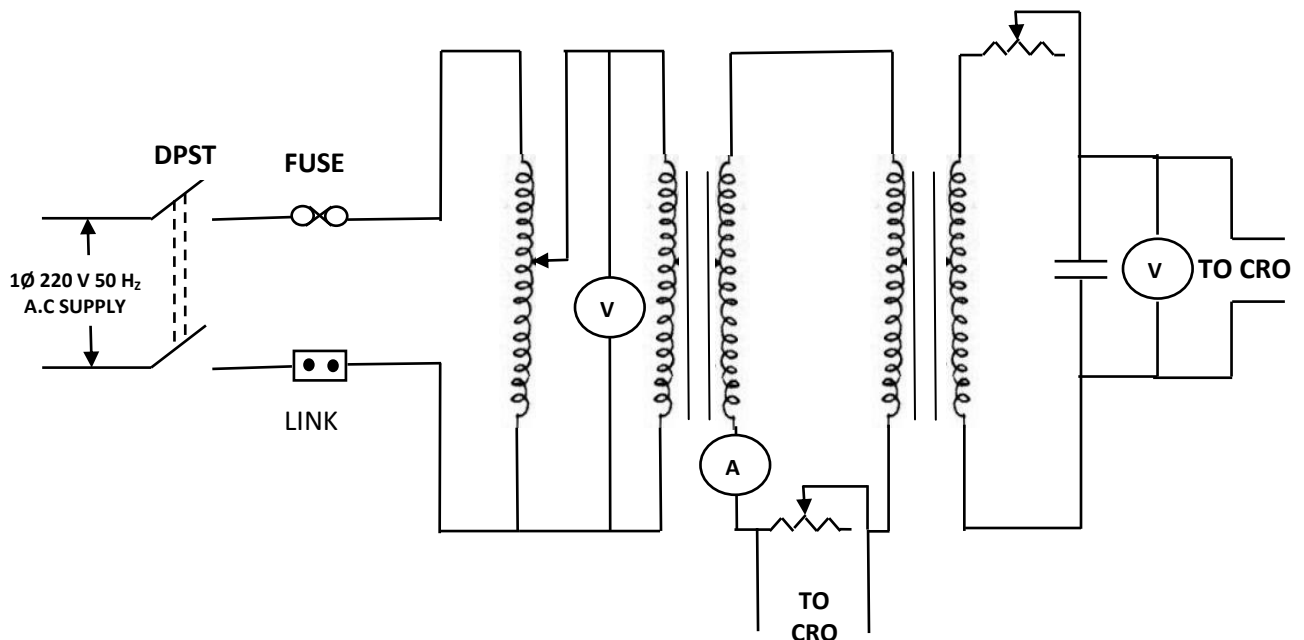 DPST
FUSE
1Ø 220 V 50 Hz
A.C SUPPLY
LINK
V
A
V
TO CRO
TO
CRO